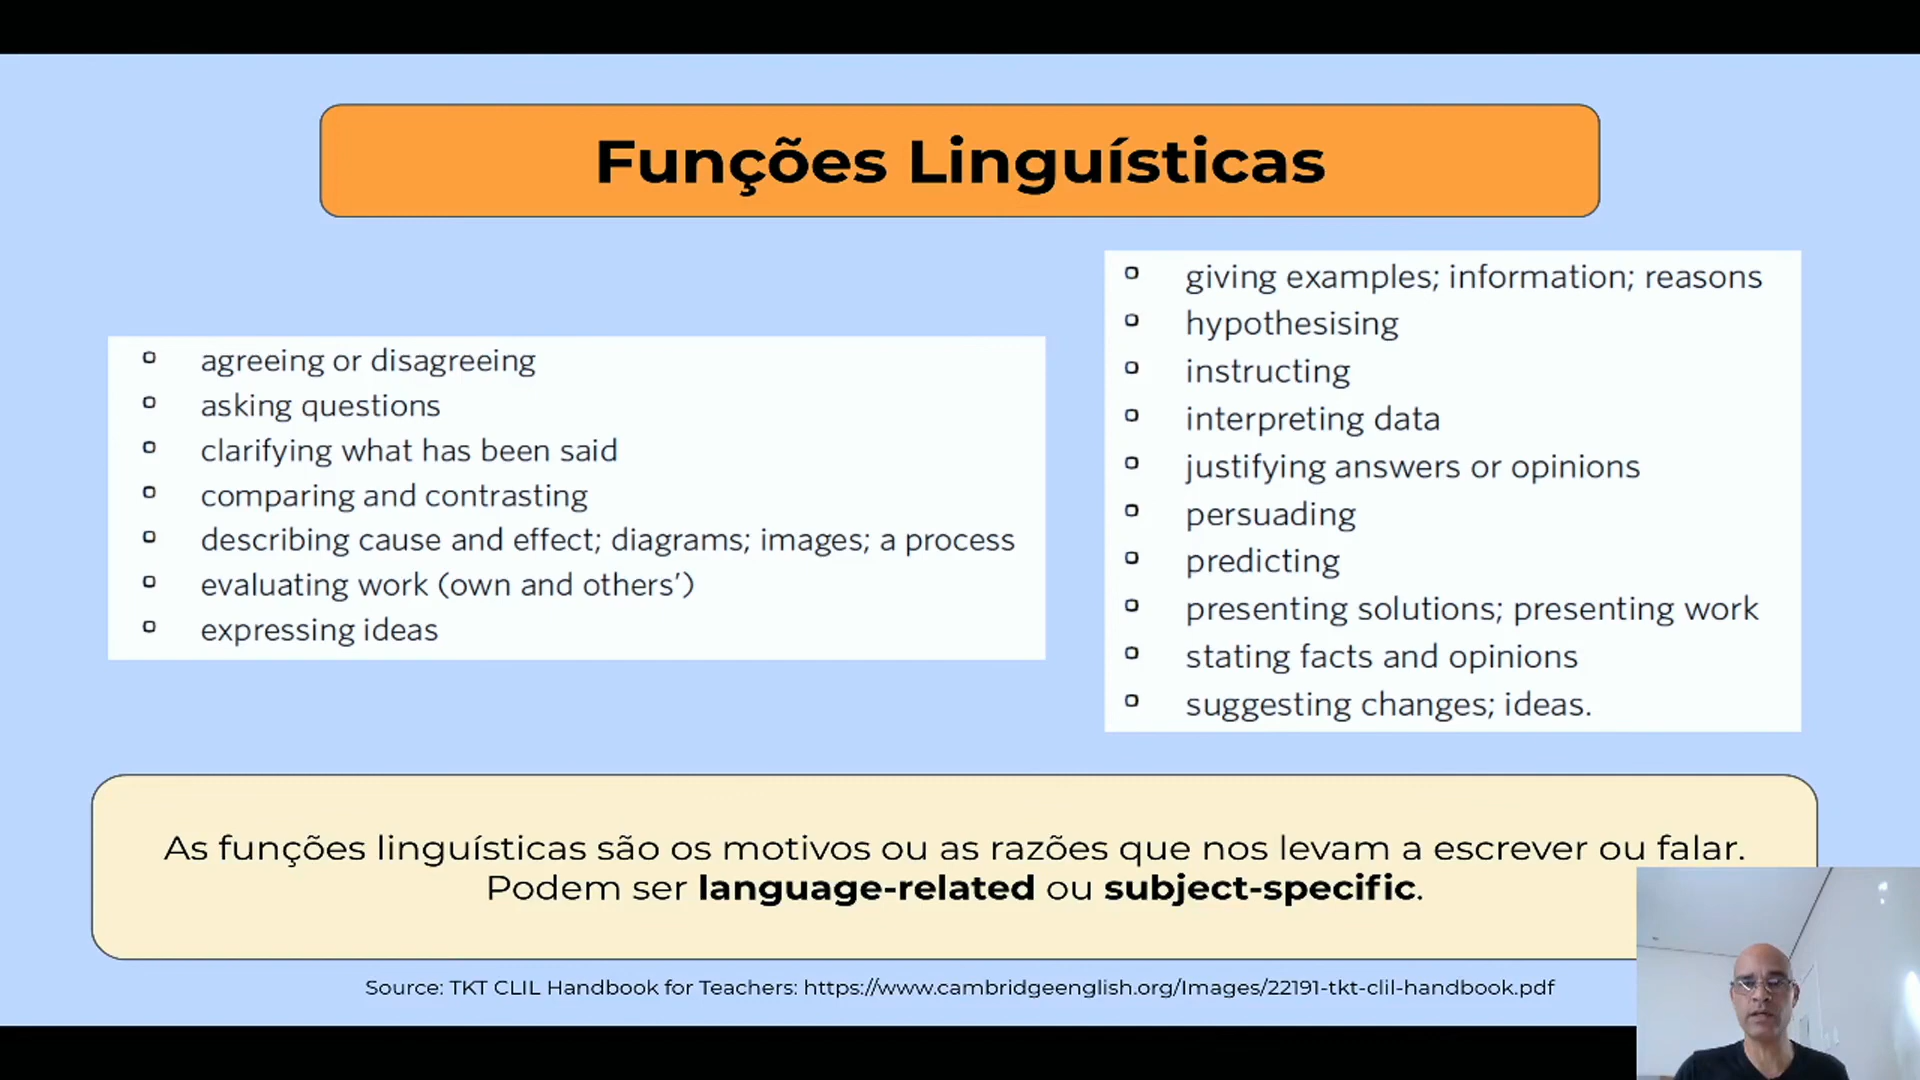 Funções Linguísticas
agreeing or disagreeing
asking questions
clarifying what has been said
comparing and contrasting
describing cause and effect; diagrams; images; a process
evaluating work (own and others’)
expressing ideas
giving examples; information; reasons
hypothesising
instructing
interpreting data
justifying answers or opinions
persuading
predicting
presenting solutions; presenting work
stating facts and opinions
suggesting changes; ideas.
As funções linguísticas são os motivos ou as razões que nos levam a escrever ou falar.
Podem ser language-related ou subject-specific.
Source: TKT CLIL Handbook for Teachers: https://www.cambridgeenglish.org/Images/22191-tkt-clil-handbook.pdf